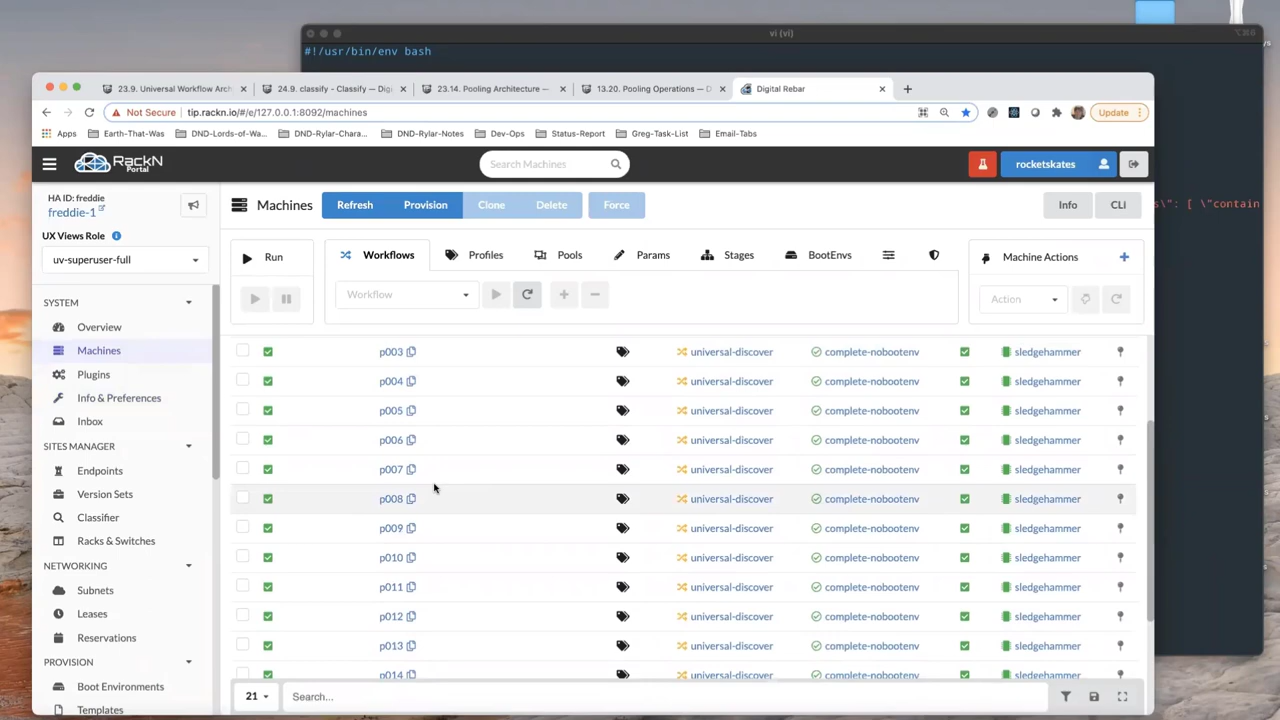 vi (vi)
⌥⌘6
#!/usr/bin/env bash
23.9. Universal Workflow Arch
24.9. classify - Classify — Dig
23.14. Pooling Architecture —
13.20. Pooling Operations — D
Digital Rebar
Not Secure
tip.rackn.io/#/e/127.0.0.1:8092/machines
Update
Apps
Earth-That-Was
DND-Lords-of-Wa...
DND-Rylar-Chara...
DND-Rylar-Notes
Dev-Ops
Status-Report
Greg-Task-List
Email-Tabs
RackN
Portal
Search Machines
rocketskates
HA ID: freddie
freddie-1
UX Views Role
uv-superuser-full
Machines
Refresh
Provision
Clone
Delete
Force
Info
CLI
s\": [ \"contain
Run
Workflows
Profiles
Pools
Params
Stages
BootEnvs
Machine Actions
Workflow
Action
SYSTEM
Overview
Machines
Plugins
Info & Preferences
Inbox
SITES MANAGER
Endpoints
Version Sets
Classifier
Racks & Switches
NETWORKING
Subnets
Leases
Reservations
PROVISION
Boot Environments
Templates
p003 universal-discover complete-nobootenv sledgehammer
p004 universal-discover complete-nobootenv sledgehammer
p005 universal-discover complete-nobootenv sledgehammer
p006 universal-discover complete-nobootenv sledgehammer
p007 universal-discover complete-nobootenv sledgehammer
p008 universal-discover complete-nobootenv sledgehammer
p009 universal-discover complete-nobootenv sledgehammer
p010 universal-discover complete-nobootenv sledgehammer
p011 universal-discover complete-nobootenv sledgehammer
p012 universal-discover complete-nobootenv sledgehammer
p013 universal-discover complete-nobootenv sledgehammer
p014 universal-discover complete-nobootenv sledgehammer
21
Search...